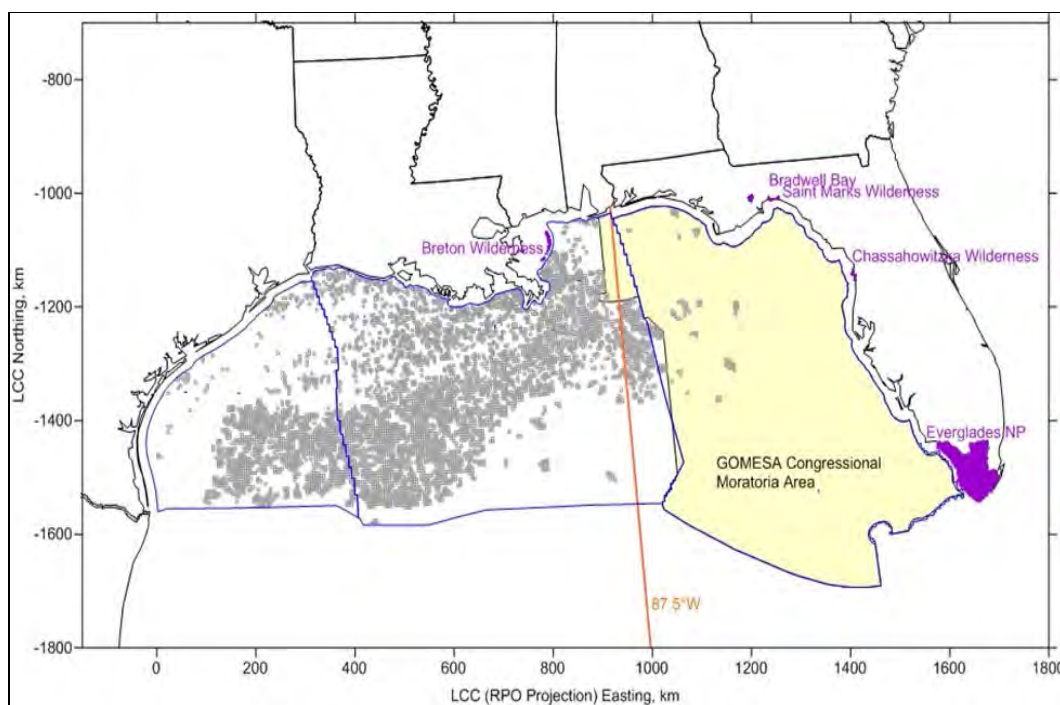 -800
-1000
-1200
-1400
-1600
-1800
LCC Northing, km
Bradwell Bay
Saint Marks Wilderness
Breton Wilderness
Chassahowitzka Wilderness
Everglades NP
GOMESA Congressional
Moratoria Area
87.5°W
0 200 400 600 800 1000 1200 1400 1600 1800
LCC (RPO Projection) Easting, km